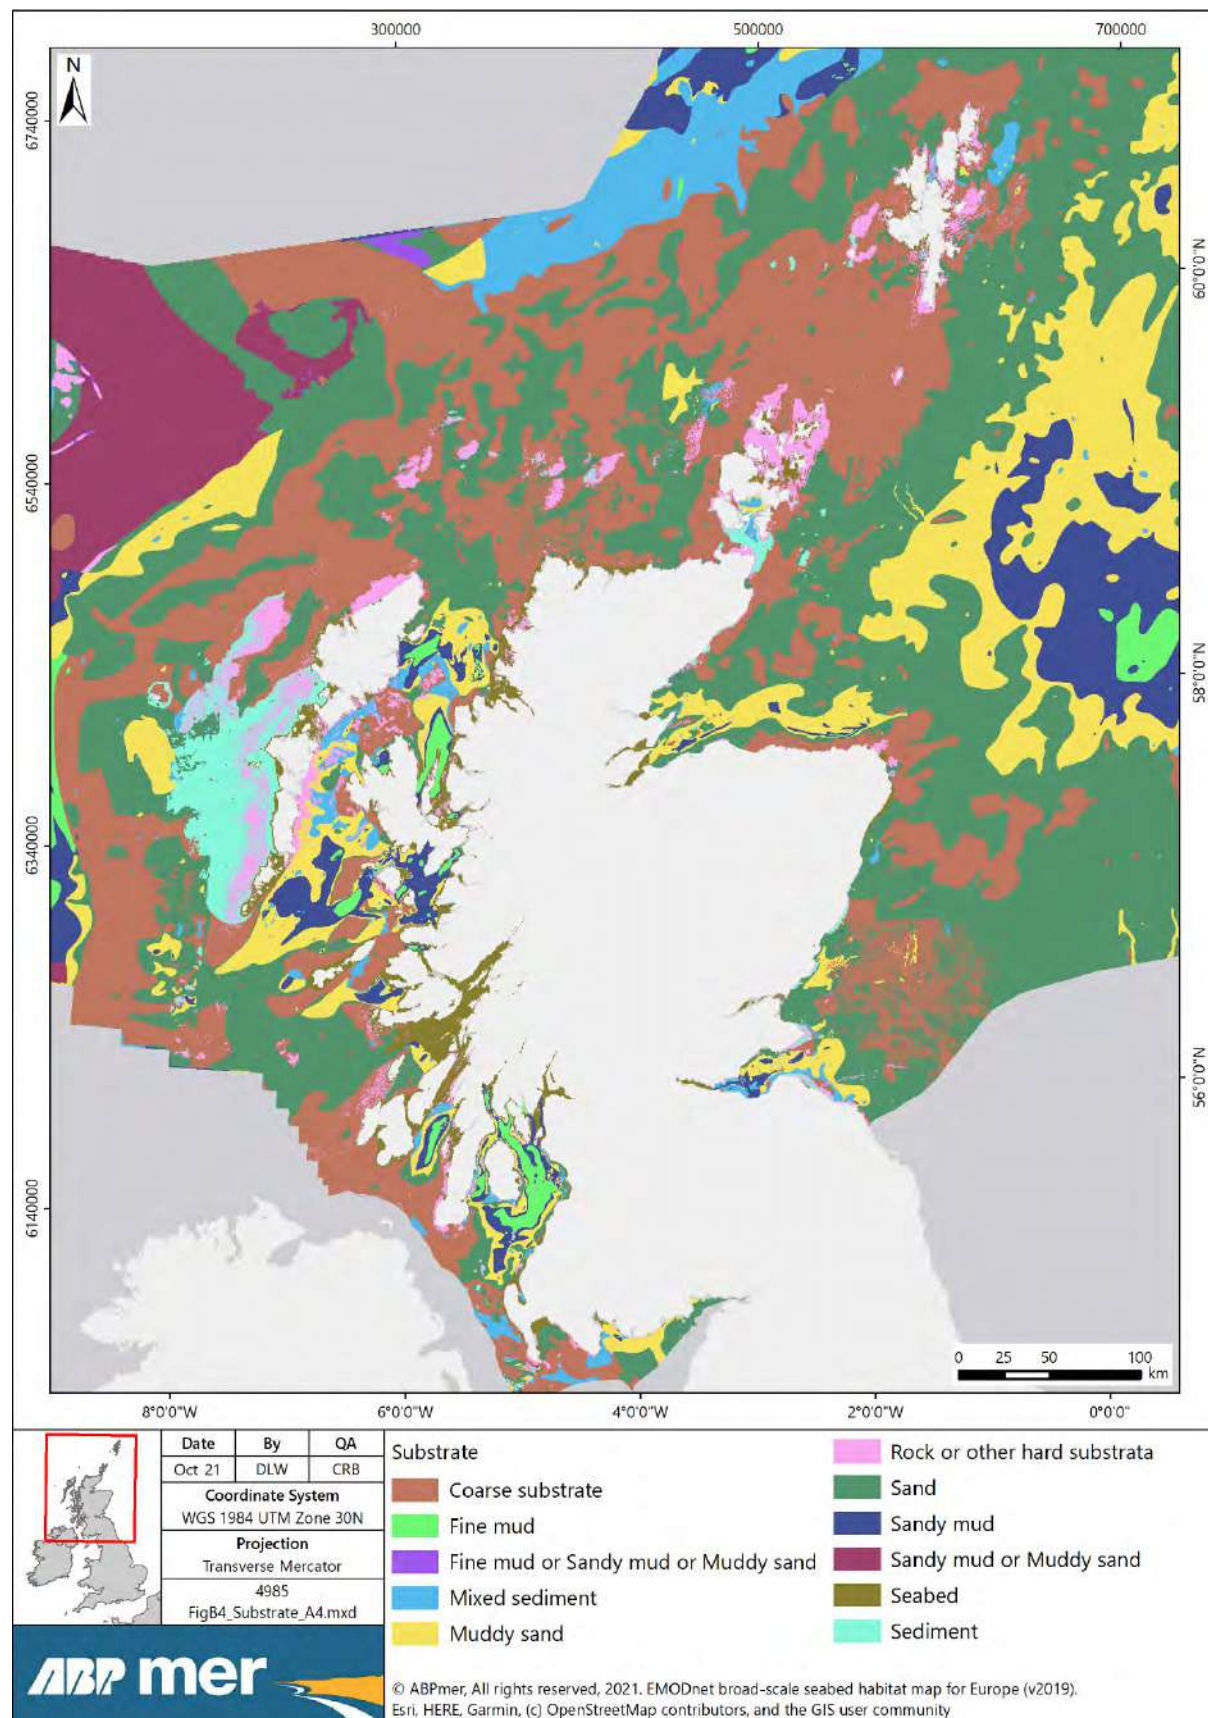 300000 500000 700000
N
6740000
6540000
6340000
6140000
60°0'0"N
58°0'0"N
56°0'0"N
0 25 50 100
km
8°0'0"W 6°0'0"W 4°0'0"W 2°0'0"W 0°0'0"
Date By QA
Oct 21 DLW CRB
Coordinate System
WGS 1984 UTM Zone 30N
Projection
Transverse Mercator
4985
FigB4_Substrate_A4.mxd
ABP mer
Substrate
Coarse substrate
Fine mud
Fine mud or Sandy mud or Muddy sand
Mixed sediment
Muddy sand
Rock or other hard substrata
Sand
Sandy mud
Sandy mud or Muddy sand
Seabed
Sediment
© ABPmer, All rights reserved, 2021. EMODnet broad-scale seabed habitat map for Europe (v2019).
Esri, HERE, Garmin, (c) OpenStreetMap contributors, and the GIS user community